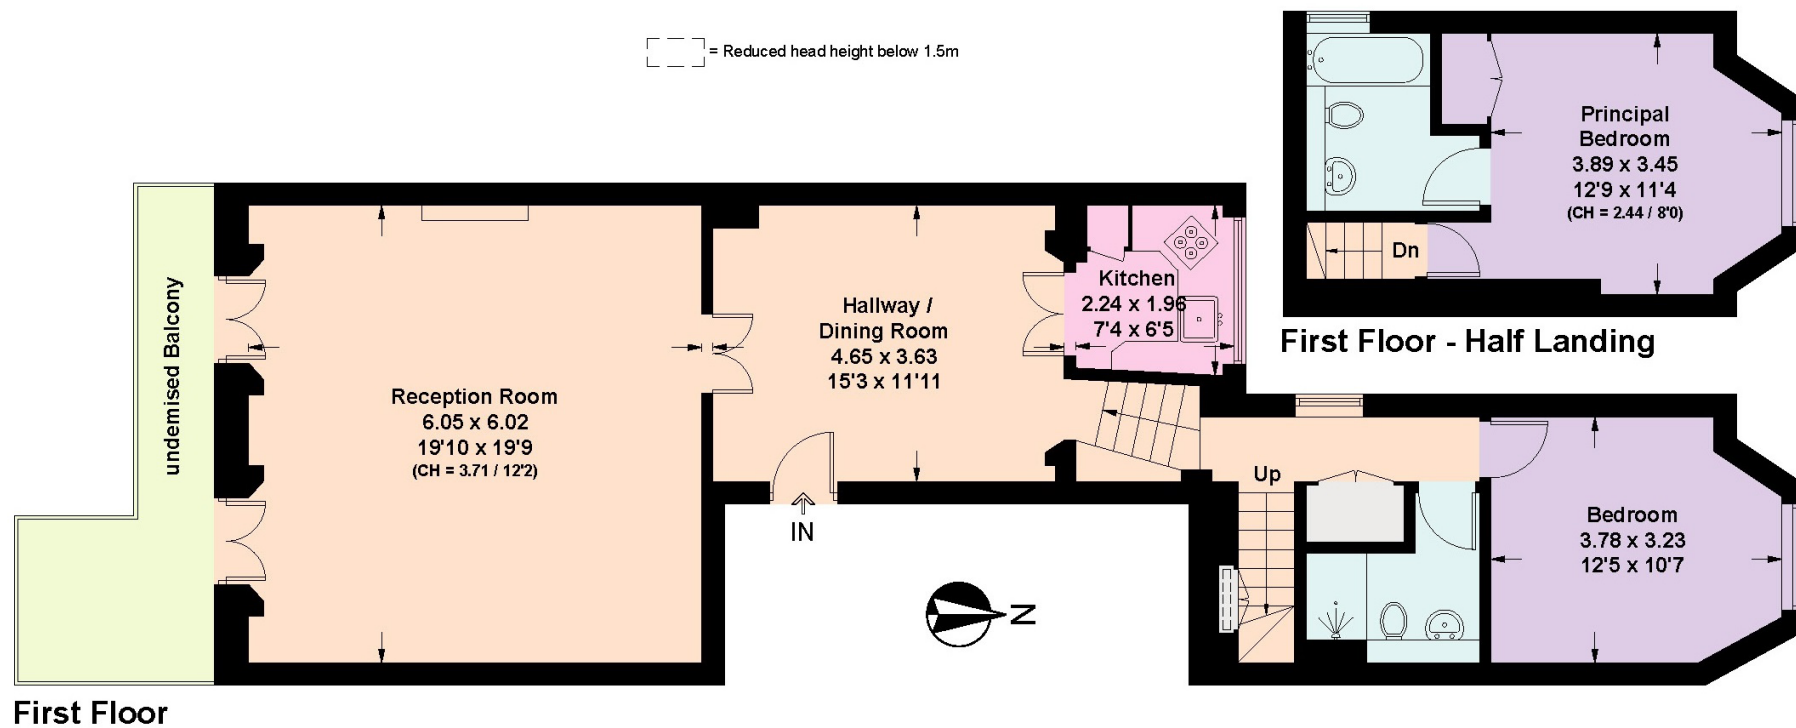 = Reduced head height below 1.5m
Principal
Bedroom
3.89 x 3.45
12'9 x 11'4
(CH = 2.44 / 8'0)
Dn
First Floor - Half Landing
undemised Balcony
Reception Room
6.05 x 6.02
19'10 x 19'9
(CH = 3.71 / 12'2)
Hallway /
Dining Room
4.65 x 3.63
15'3 x 11'11
Kitchen
2.24 x 1.96
7'4 x 6'5
IN
Up
Bedroom
3.78 x 3.23
12'5 x 10'7
N
First Floor